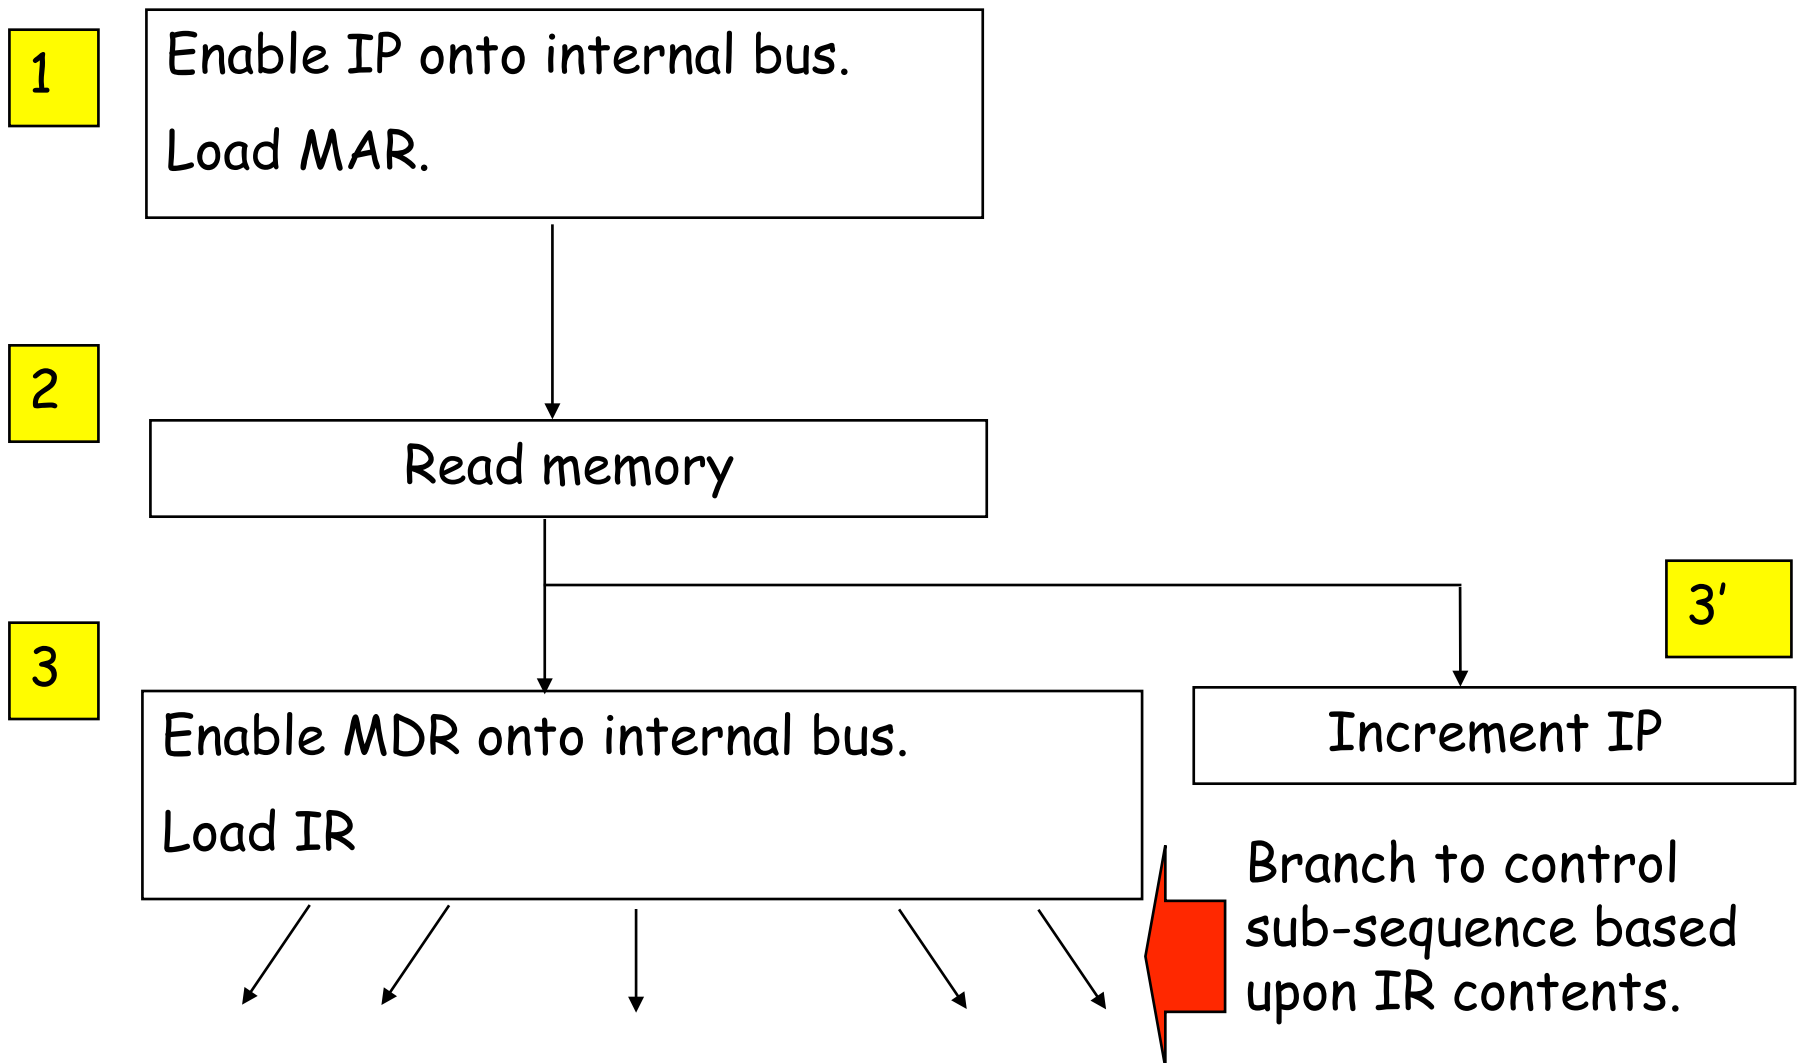 1
Enable IP onto internal bus.
Load MAR.
2
Read memory
3'
3
Enable MDR onto internal bus.
Load IR
Increment IP
Branch to control
sub-sequence based
upon IR contents.